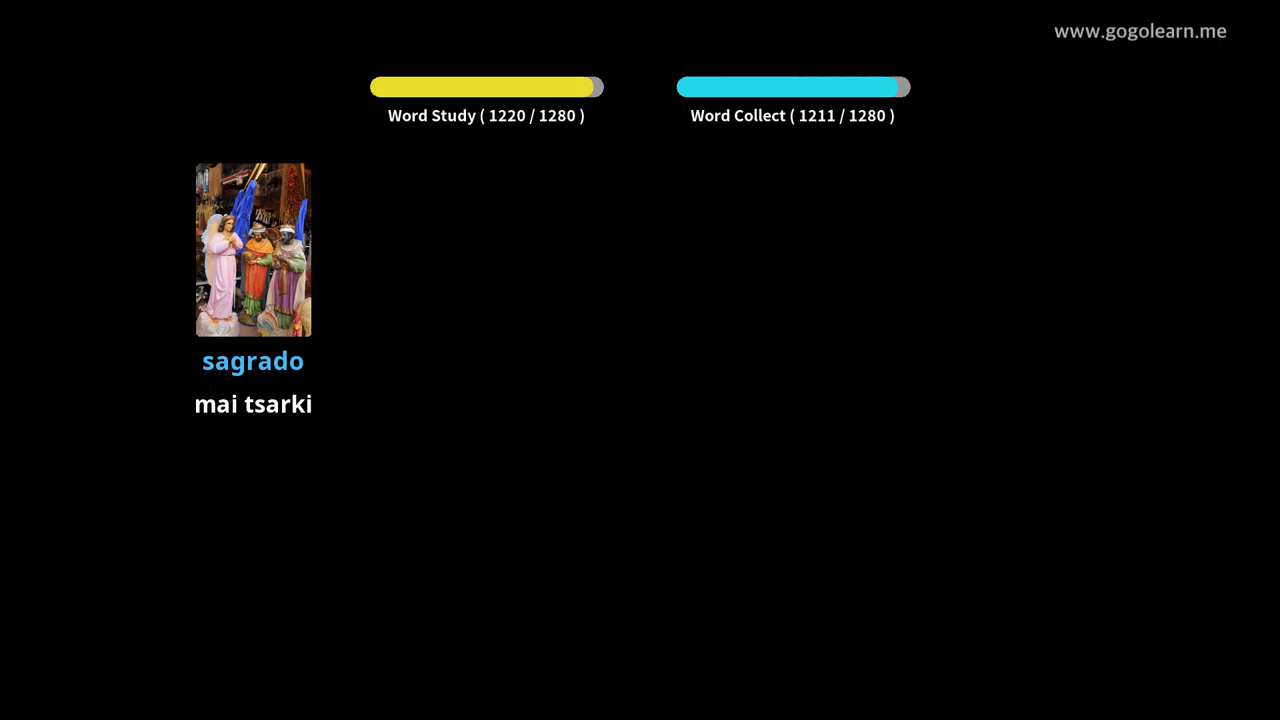 www.gogolearn.me
Word Study ( 1220 / 1280 )
Word Collect ( 1211 / 1280 )
sagrado
mai tsarki